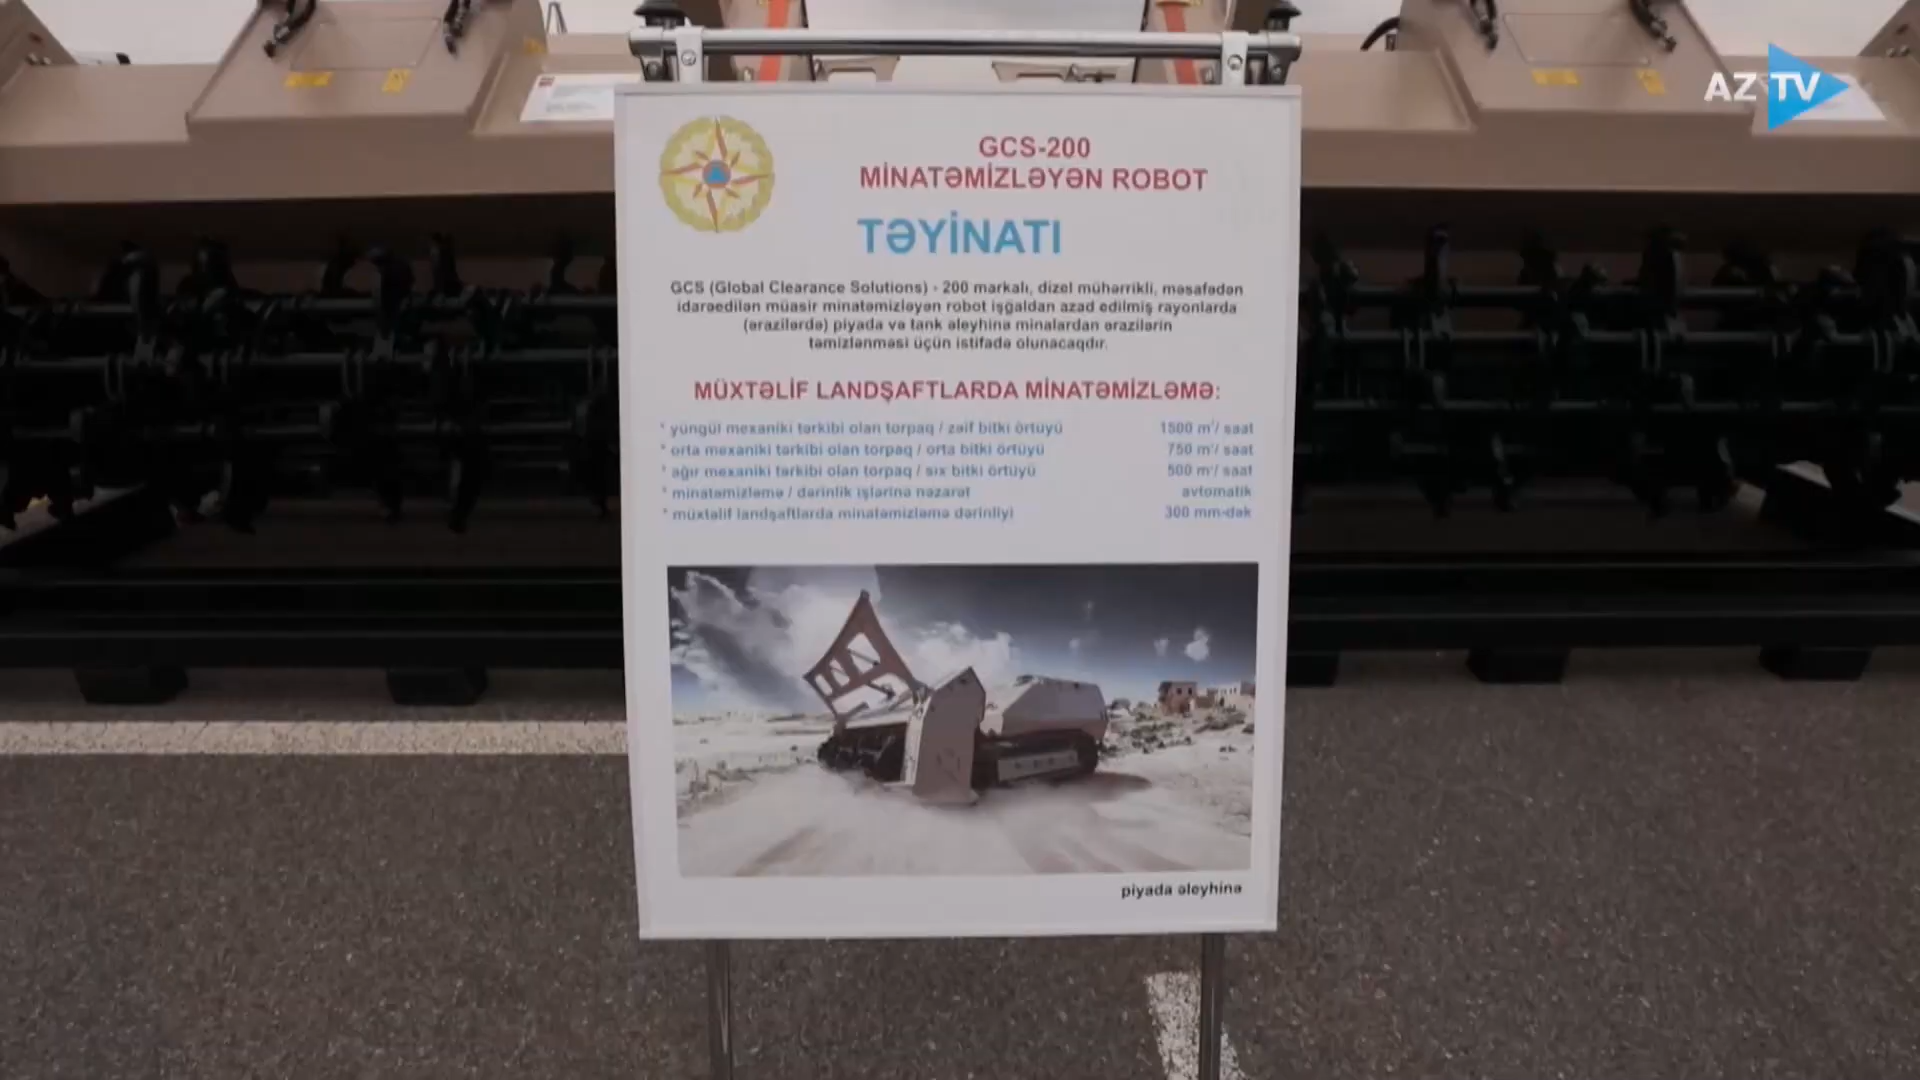 AZTV
GCS-200
MİNATƏMİZLƏYƏN ROBOT
TƏYİNATI
GCS (Global Clearance Solutions) - 200 markalı, dizel mühərrikli, məsafədən
idarəedilən müasir minatəmizləyən robot işğaldan azad edilmiş rayonlarda
(ərazilərdə) piyada və tank əleyhinə minalardan ərazilərin
təmizlənməsi üçün istifadə olunacaqdır.
MÜXTƏLİF LANDŞAFTLARDA MİNATƏMİZLƏMƏ:
* yüngül mexaniki tərkibi olan torpaq / zəif bitki örtüyü 1500 m²/ saat
* orta mexaniki tərkibi olan torpaq / orta bitki örtüyü 750 m²/ saat
* ağır mexaniki tərkibi olan torpaq / sıx bitki örtüyü 500 m²/ saat
* minatəmizləmə / dərinlik işlərinə nəzarət avtomatik
* müxtəlif landşaftlarda minatəmizləmə dərinliyi 300 mm-dək
piyada əleyhinə